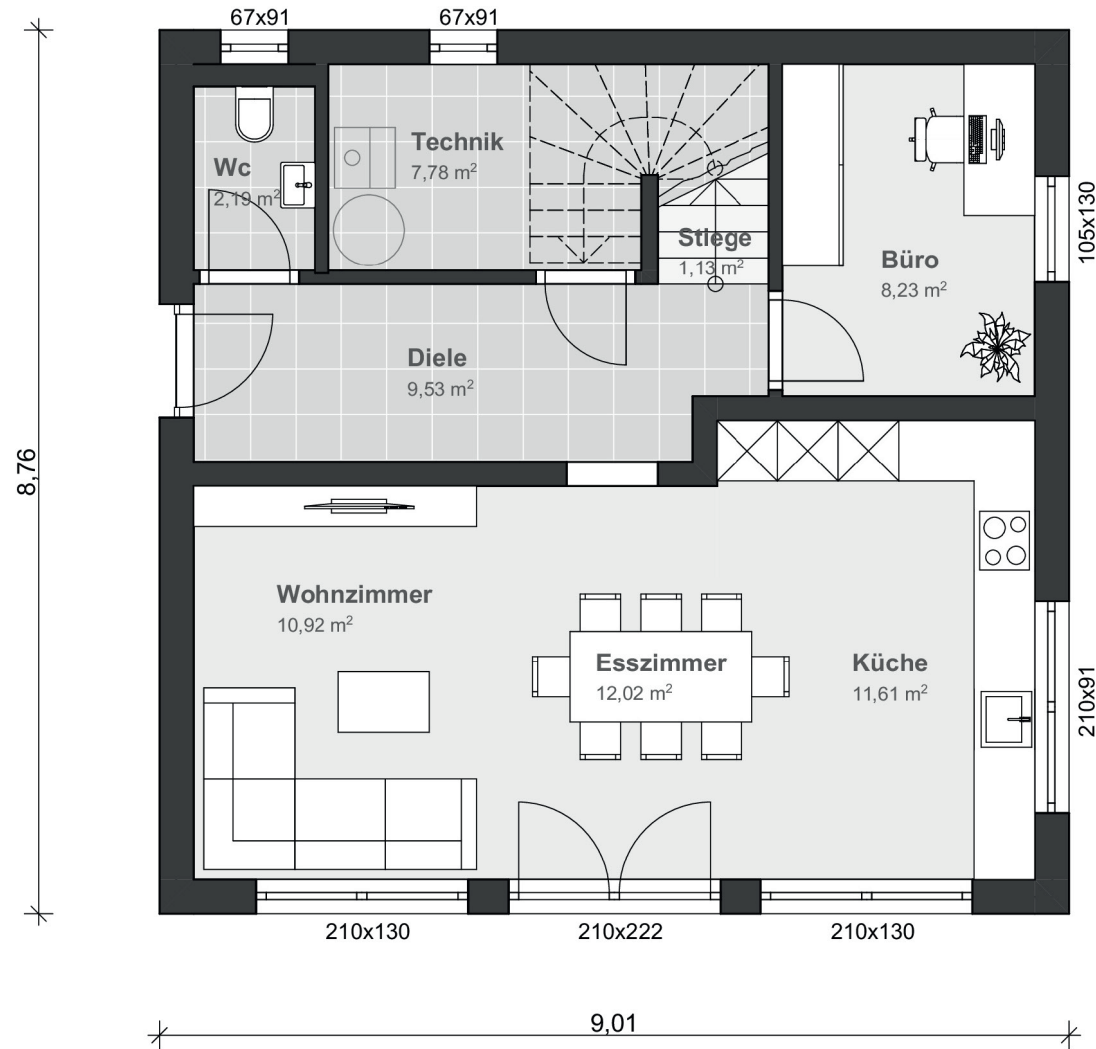 67x91
67x91
Wc
2,19 m²
Technik
7,78 m²
Stiege
1,13 m²
Büro
8,23 m²
105x130
Diele
9,53 m²
8,76
Wohnzimmer
10,92 m²
Esszimmer
12,02 m²
Küche
11,61 m²
210x91
210x130
210x222
210x130
9,01